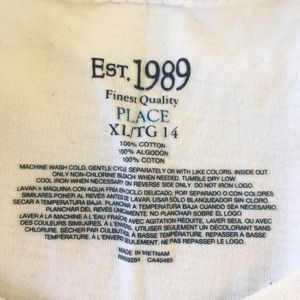 EST. 1989
Finest Quality
PLACE
XL/TG 14
100% COTTON
100% ALGODÓN
100% COTON
MACHINE WASH COLD, GENTLE CYCLE SEPARATELY OR WITH LIKE COLORS. INSIDE OUT.
ONLY NON-CHLORINE BLEACH WHEN NEEDED. TUMBLE DRY LOW.
COOL IRON WHEN NECESSARY ON REVERSE SIDE ONLY. DO NOT IRON LOGO.
LAVAR A MÁQUINA CON AGUA FRIA EN CICLO DELICADO, POR SEPARADO O CON COLORES
SIMILARES. PONER AL REVÉS ANTES DE LAVAR. USAR SÓLO BLANQUEADOR SIN CLORO.
SECAR A TEMPERATURA BAJA. PLANCHAR A TEMPERATURA BAJA CUANDO SEA NECESARIO.
PLANCHAR DEL REVÉS UNICAMENTE. NO PLANCHAR SOBRE EL LOGO.
LAVER À LA MACHINE À L'EAU FROIDE AVEC AGITATION RÉDUITE, LAVER SEUL OU AVEC
DES COULEURS SIMILAIRES À L'ENVERS. UTILISER SEULEMENT UN DÉCOLORANT SANS
CHLORURE. SÉCHER PAR CULBUTAGE À BASSE TEMPÉRATURE. REPASSER À BASSE
TEMPÉRATURE À L'ENVERS SEULEMENT. NE PAS REPASSER LE LOGO.
MADE IN VIETNAM
CA40465